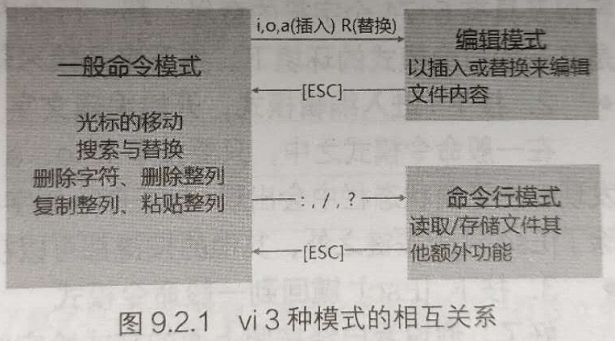 一般命令模式
光标的移动
搜索与替换
删除字符、删除整列
复制整列、粘贴整列
i,o,a(插入) R(替换)
[ESC]
编辑模式
以插入或替换来编辑
文件内容
: , / , ?
[ESC]
命令行模式
读取/存储文件其
他额外功能
图 9.2.1 vi 3 种模式的相互关系